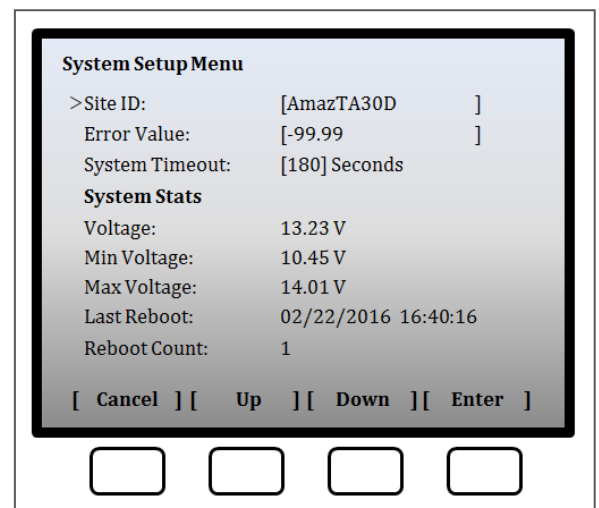 System Setup Menu
>Site ID: [AmazTA30D ]
Error Value: [-99.99 ]
System Timeout: [180] Seconds
System Stats
Voltage: 13.23 V
Min Voltage: 10.45 V
Max Voltage: 14.01 V
Last Reboot: 02/22/2016 16:40:16
Reboot Count: 1
[ Cancel ] [ Up ] [ Down ] [ Enter ]